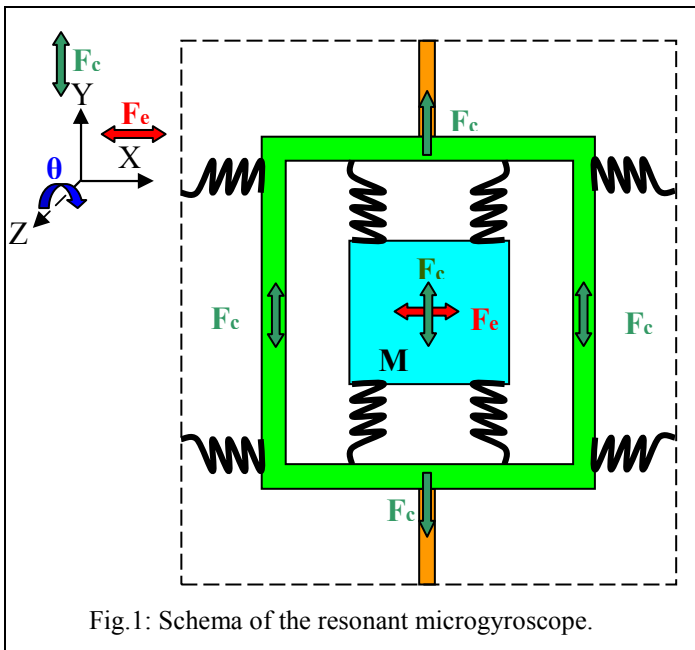 Fc
Y
Fe
X
θ
Z
Fc
Fc
Fe
Fc
Fc
M
Fc
Fig.1: Schema of the resonant microgyroscope.